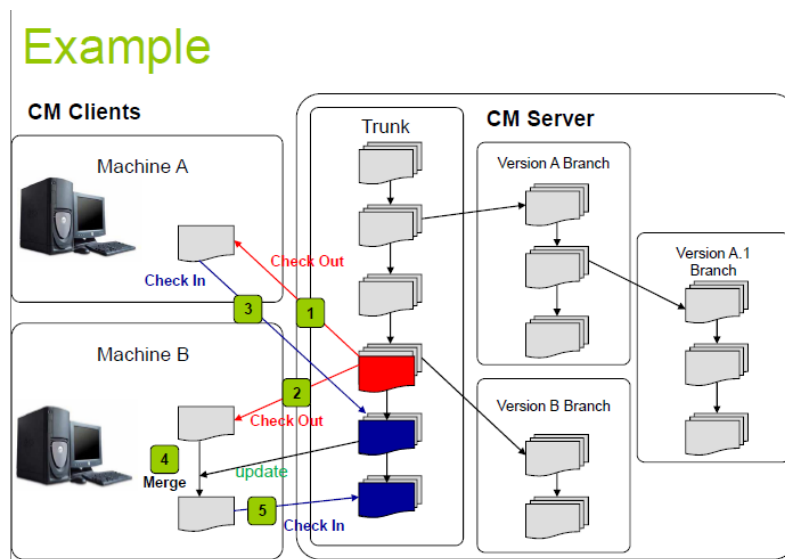 Example
CM Clients
CM Server
Trunk
Machine A
Version A Branch
Version A.1
Branch
Check Out
Check In
3
1
Machine B
2
Version B Branch
Check Out
4
Merge
update
5
Check In